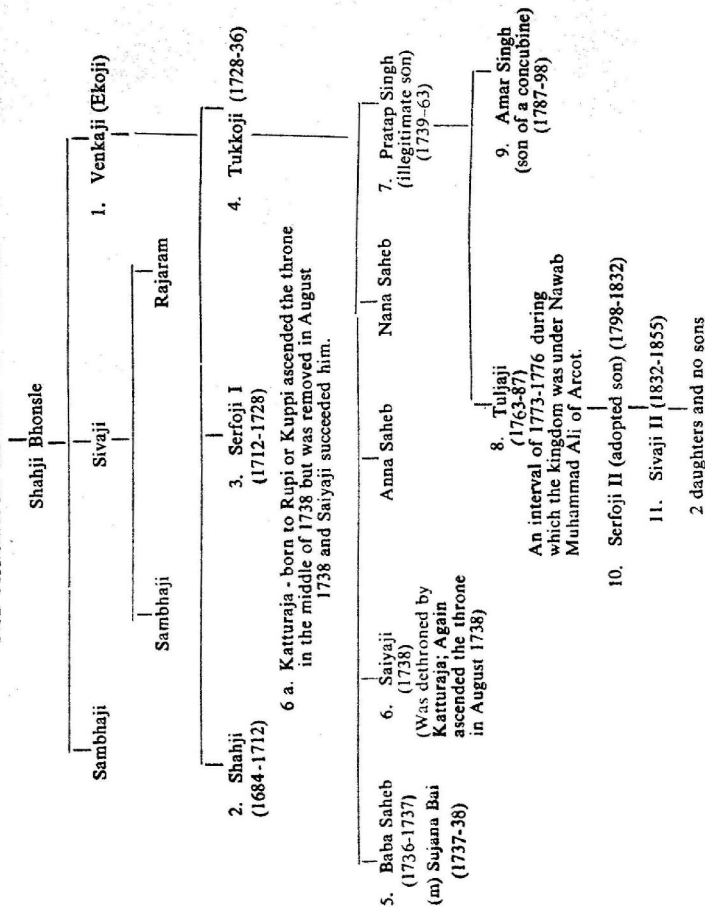 Shahji Bhonsle
Sambhaji
Sivaji
1. Venkaji (Ekoji)
Sambhaji
Rajaram
2. Shahji
(1684-1712)
3. Serfoji I
(1712-1728)
4. Tukkoji (1728-36)
6 a. Katturaja - born to Rupi or Kuppi ascended the throne
in the middle of 1738 but was removed in August
1738 and Saiyaji succeeded him.
5. Baba Saheb
(1736-1737)
(m) Sujana Bai
(1737-38)
6. Saiyaji
(1738)
(Was dethroned by
Katturaja; Again
ascended the throne
in August 1738)
Anna Saheb
Nana Saheb
7. Pratap Singh
(illegitimate son)
(1739-63)
8. Tuljaji
(1763-87)
An interval of 1773-1776 during
which the kingdom was under Nawab
Muhammad Ali of Arcot.
9. Amar Singh
(son of a concubine)
(1787-98)
10. Serfoji II (adopted son) (1798-1832)
11. Sivaji II (1832-1855)
2 daughters and no sons